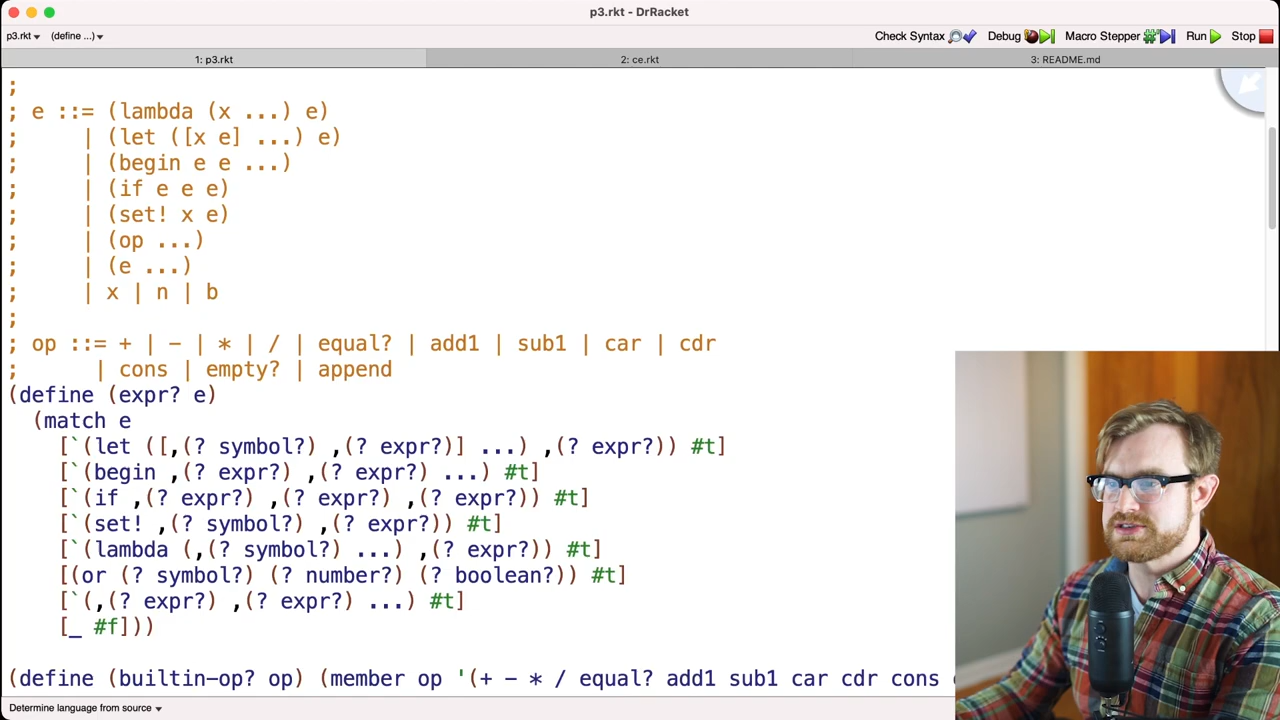 p3.rkt - DrRacket
p3.rkt (define ...) Check Syntax Debug Macro Stepper Run Stop
1: p3.rkt 2: ce.rkt 3: README.md
;
; e ::= (lambda (x ...) e)
;     | (let ([x e] ...) e)
;     | (begin e e ...)
;     | (if e e e)
;     | (set! x e)
;     | (op ...)
;     | (e ...)
;     | x | n | b
;
; op ::= + | - | * | / | equal? | add1 | sub1 | car | cdr
;      | cons | empty? | append
(define (expr? e)
  (match e
    [`(let ([,(? symbol?) ,(? expr?)] ...) ,(? expr?)) #t]
    [`(begin ,(? expr?) ,(? expr?) ...) #t]
    [`(if ,(? expr?) ,(? expr?) ,(? expr?)) #t]
    [`(set! ,(? symbol?) ,(? expr?)) #t]
    [`(lambda (,(? symbol?) ...) ,(? expr?)) #t]
    [(or (? symbol?) (? number?) (? boolean?)) #t]
    [`(,(? expr?) ,(? expr?) ...) #t]
    [_ #f]))
(define (builtin-op? op) (member op '(+ - * / equal? add1 sub1 car cdr cons
Determine language from source